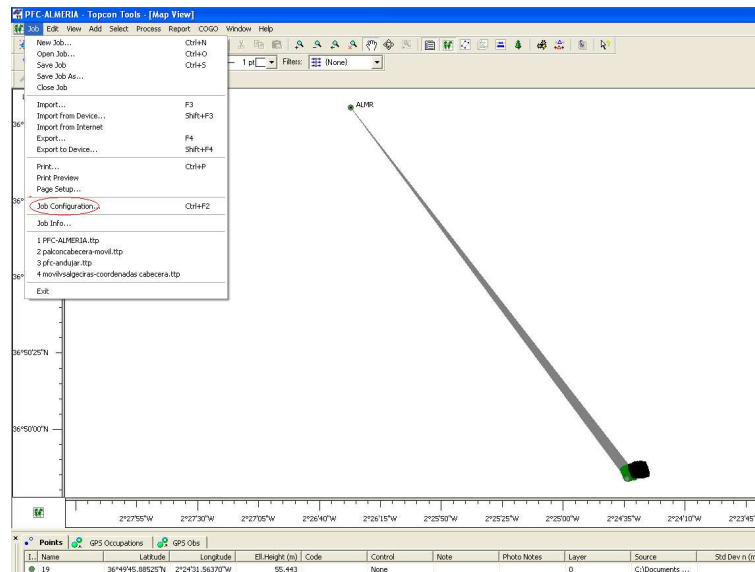 PFC-ALMERIA - Topcon Tools - [Map View]
Job Edit View Add Select Process Report COGO Window Help
New Job... Ctrl+N
Open Job... Ctrl+O
Save Job Ctrl+S
Save Job As...
Close Job
1 pt Filters: (None)
Import... F3
Import from Device... Shift+F3
Import from Internet
Export... F4
Export to Device... Shift+F4
Print... Ctrl+P
Print Preview
Page Setup...
Job Configuration... Ctrl+F2
Job Info...
1 PFC-ALMERIA.ttp
2 palconcabecera-movil.ttp
3 pfc-andujar.ttp
4 movilvsalgeciras-coordenadas cabecera.ttp
Exit
ALMR
36°
36°
36°
36°50'25"N
36°50'00"N
2°27'55"W 2°27'30"W 2°27'05"W 2°26'40"W 2°26'15"W 2°25'50"W 2°25'25"W 2°25'00"W 2°24'35"W 2°24'10"W 2°23'45"
Points GPS Occupations GPS Obs
I.. Name Latitude Longitude Ell.Height (m) Code Control Note Photo Notes Layer Source Std Dev n (m
19 36°49'45.88525"N 2°24'31.56370"W 55.443 None 0 C:\Documents ...